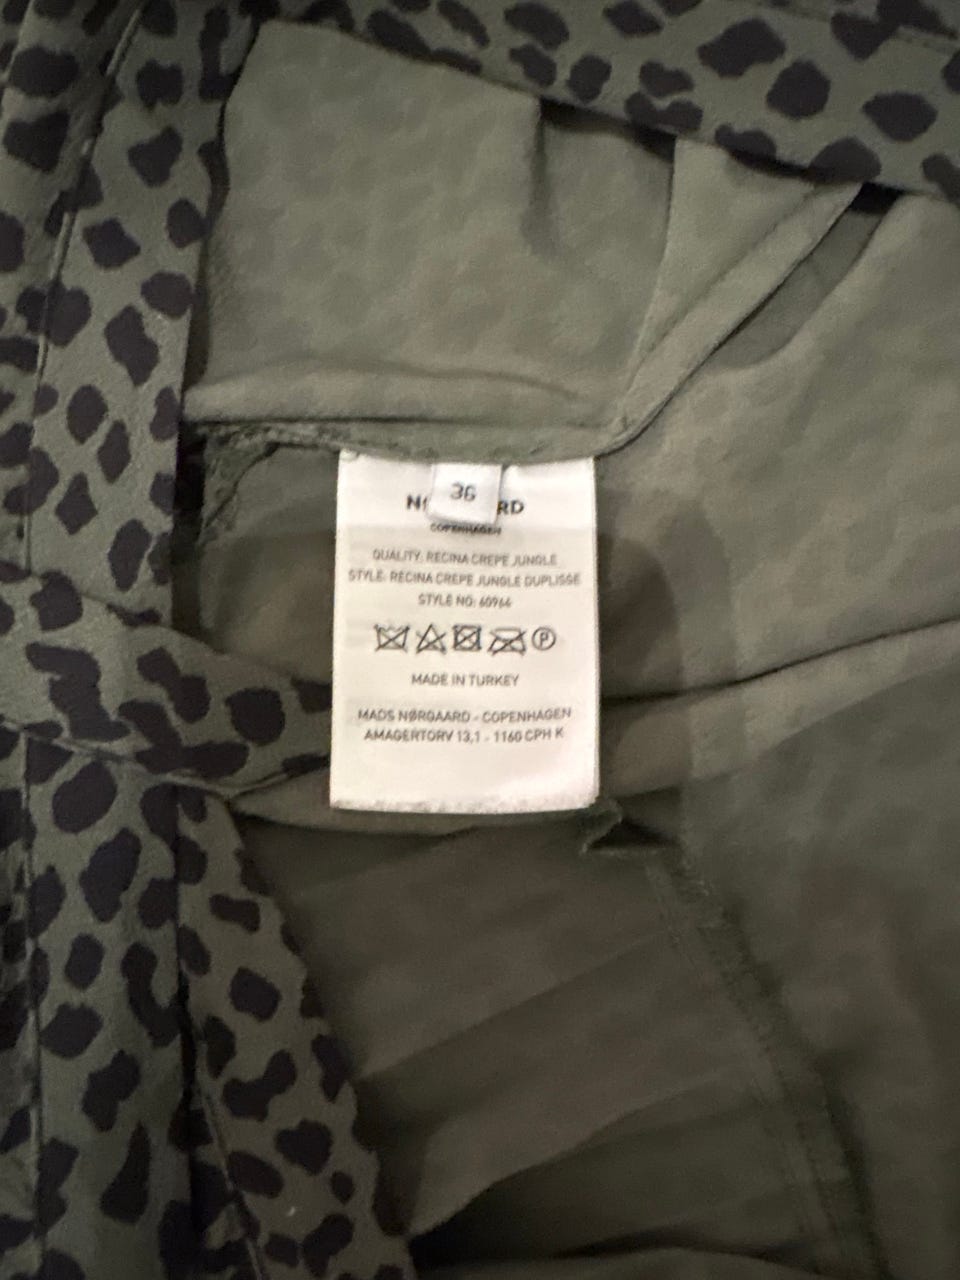 36
N RD
COPENHAGEN
QUALITY: RECINA CREPE JUNGLE
STYLE: RECINA CREPE JUNGLE DUPLISSE
STYLE NO: 60966
P
MADE IN TURKEY
MADS NØRGAARD - COPENHAGEN
AMAGERTORV 13,1 - 1160 CPH K